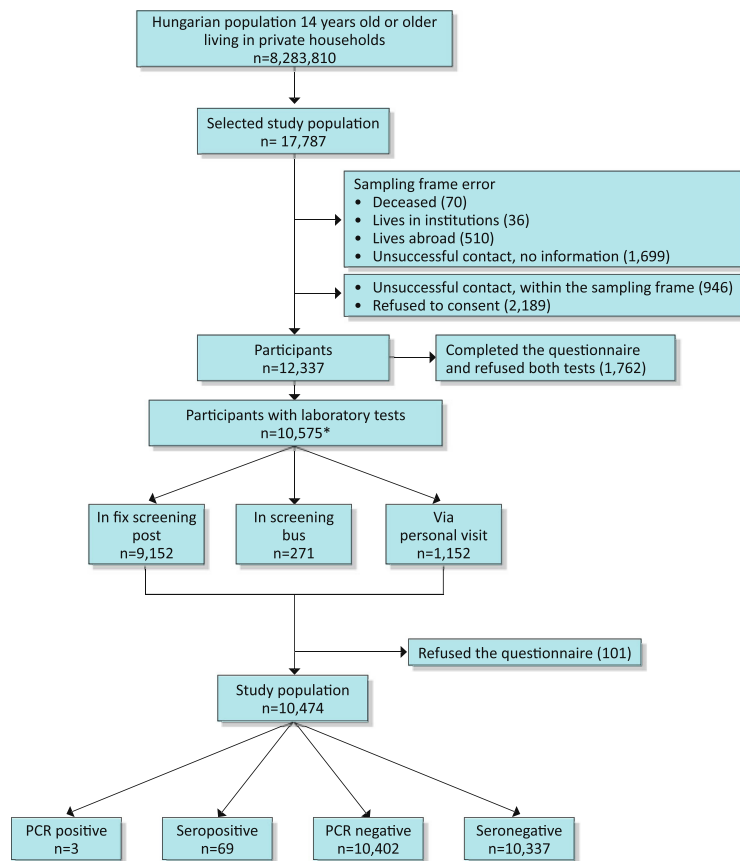 Hungarian population 14 years old or older
living in private households
n=8,283,810
Selected study population
n= 17,787
Sampling frame error
• Deceased (70)
• Lives in institutions (36)
• Lives abroad (510)
• Unsuccessful contact, no information (1,699)
• Unsuccessful contact, within the sampling frame (946)
• Refused to consent (2,189)
Participants
n=12,337
Completed the questionnaire
and refused both tests (1,762)
Participants with laboratory tests
n=10,575*
In fix screening
post
n=9,152
In screening
bus
n=271
Via
personal visit
n=1,152
Refused the questionnaire (101)
Study population
n=10,474
PCR positive
n=3
Seropositive
n=69
PCR negative
n=10,402
Seronegative
n=10,337